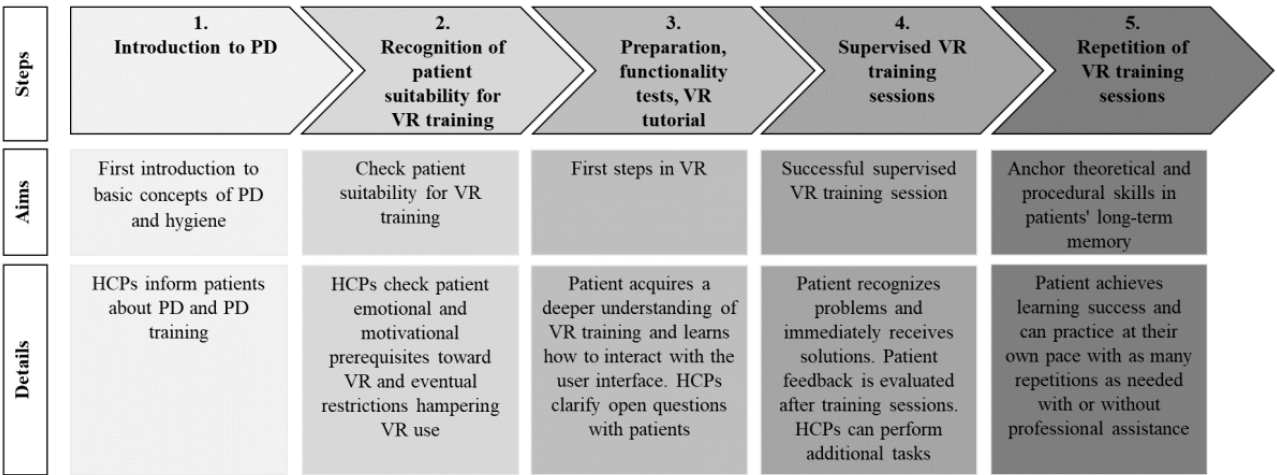 Steps
1.
Introduction to PD
2.
Recognition of
patient
suitability for
VR training
3.
Preparation,
functionality
tests, VR
tutorial
4.
Supervised VR
training
sessions
5.
Repetition of
VR training
sessions
Aims
First introduction to
basic concepts of PD
and hygiene
Check patient
suitability for VR
training
First steps in VR
Successful supervised
VR training session
Anchor theoretical and
procedural skills in
patients' long-term
memory
Details
HCPs inform patients
about PD and PD
training
HCPs check patient
emotional and
motivational
prerequisites toward
VR and eventual
restrictions hampering
VR use
Patient acquires a
deeper understanding of
VR training and learns
how to interact with the
user interface. HCPs
clarify open questions
with patients
Patient recognizes
problems and
immediately receives
solutions. Patient
feedback is evaluated
after training sessions.
HCPs can perform
additional tasks
Patient achieves
learning success and
can practice at their
own pace with as many
repetitions as needed
with or without
professional assistance